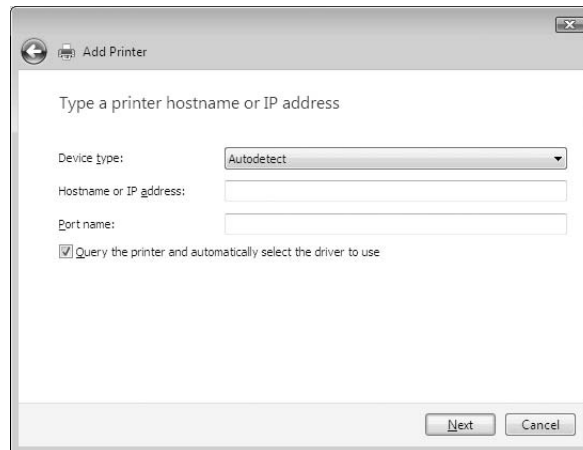 Add Printer
Type a printer hostname or IP address
Device type: Autodetect
Hostname or IP address:
Port name:
Query the printer and automatically select the driver to use
Next Cancel